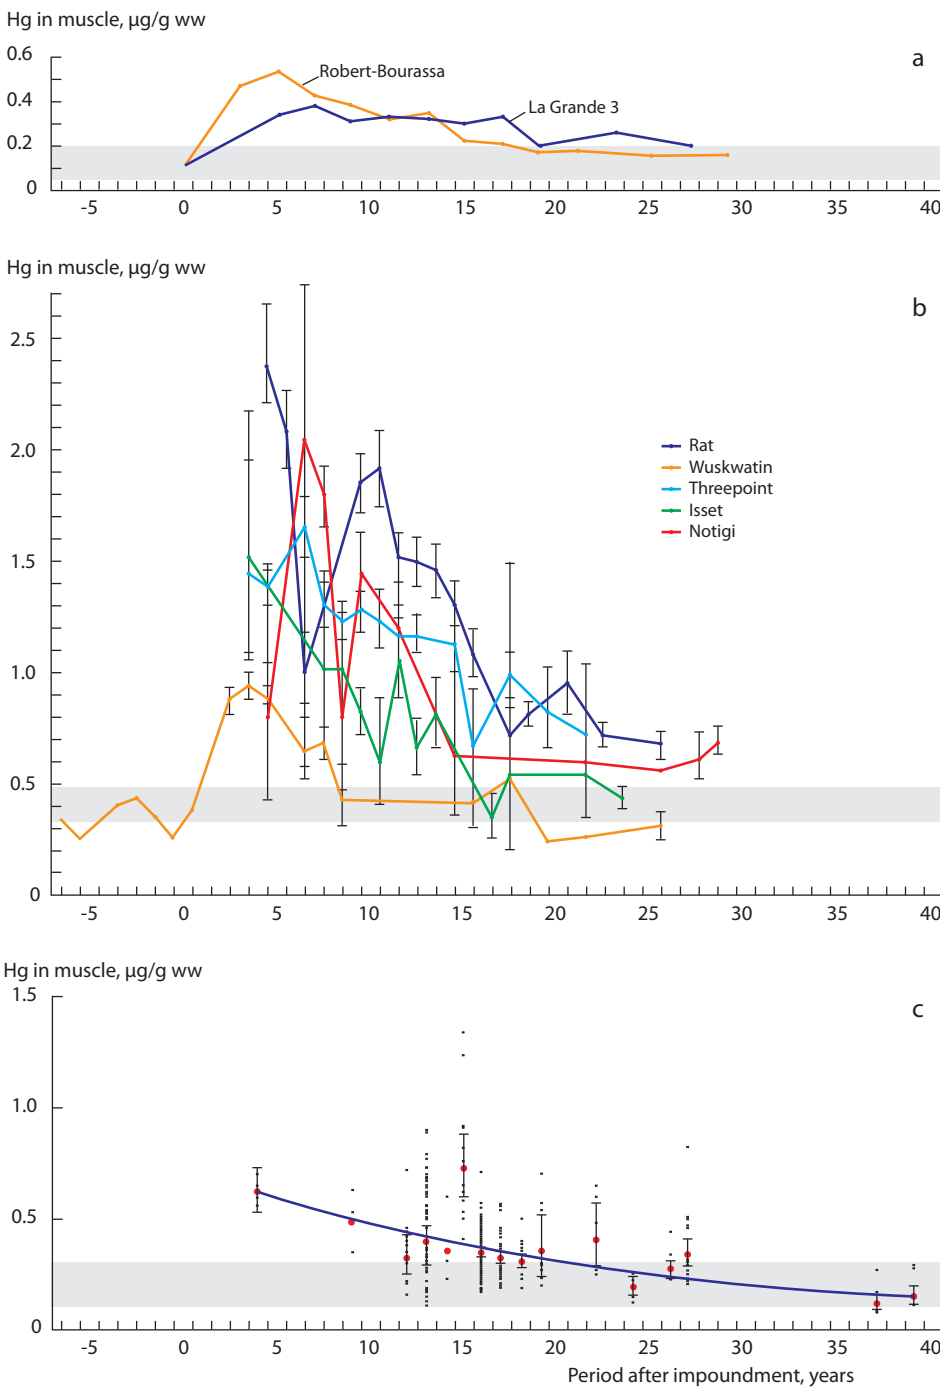 Hg in muscle, µg/g ww
a
0.6
Robert-Bourassa
0.4
La Grande 3
0.2
0
-5 0 5 10 15 20 25 30 35 40
Hg in muscle, µg/g ww
b
2.5
2.0
Rat
Wuskwatin
Threepoint
Isset
Notigi
1.5
1.0
0.5
0
-5 0 5 10 15 20 25 30 35 40
Hg in muscle, µg/g ww
1.5
c
1.0
0.5
0
-5 0 5 10 15 20 25 30 35 40
Period after impoundment, years